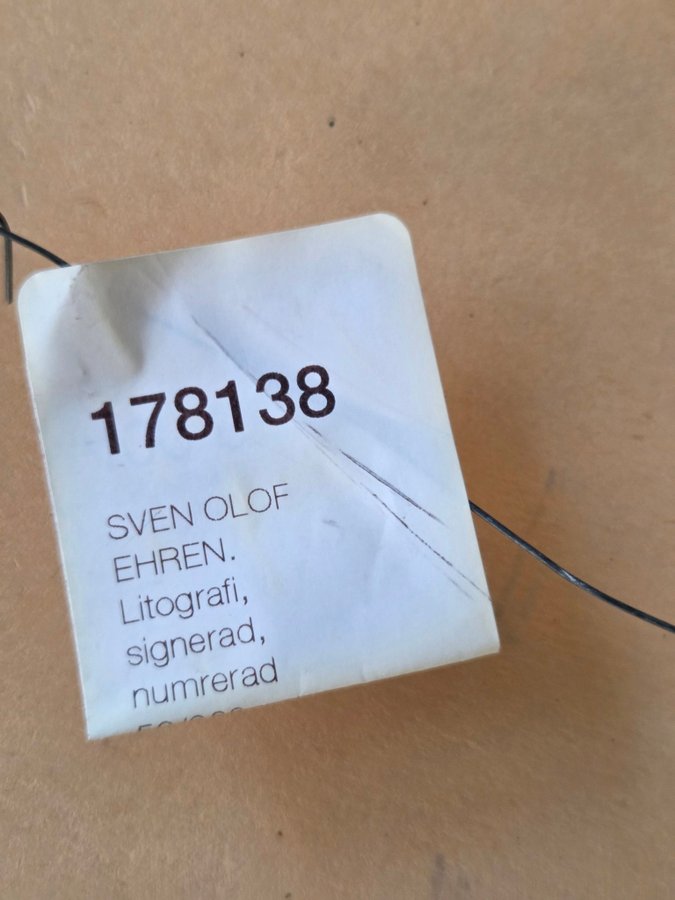 178138
SVEN OLOF
EHREN.
Litografi,
signerad,
numrerad